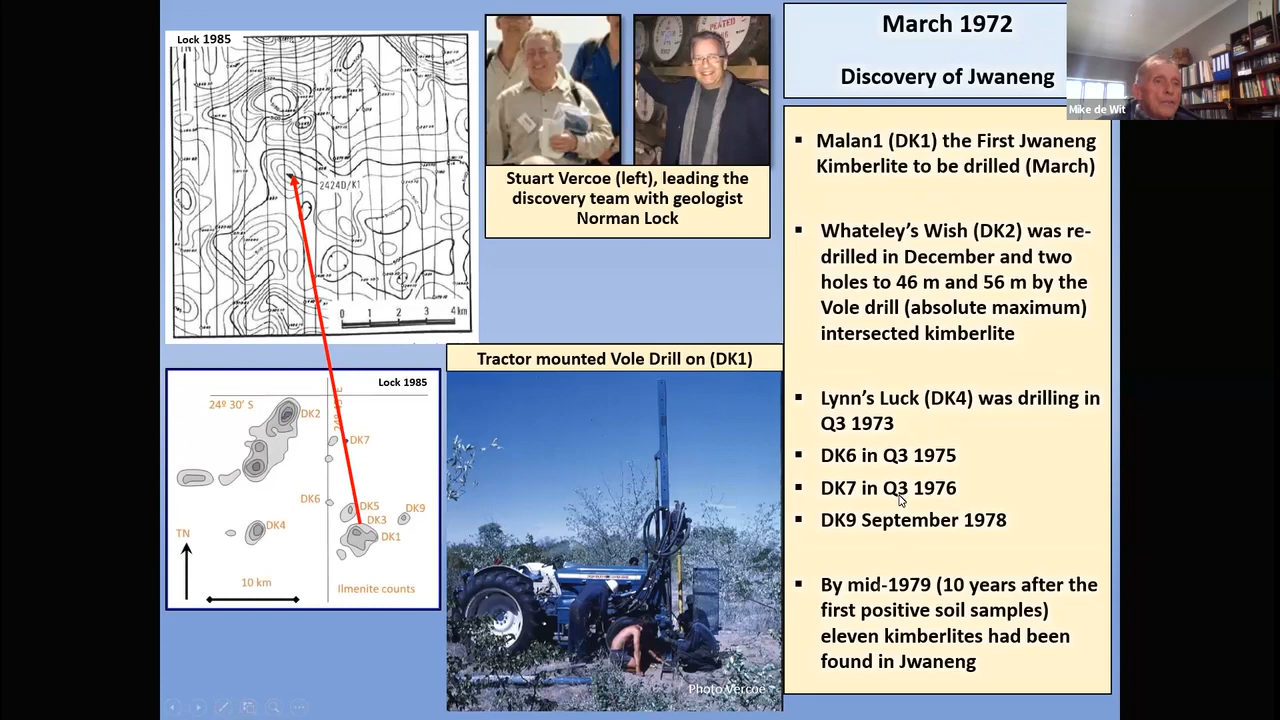 Lock 1985
2424D/K1
0 1 2 3 4 km
Stuart Vercoe (left), leading the
discovery team with geologist
Norman Lock
March 1972
Discovery of Jwaneng
Mike de Wit
▪ Malan1 (DK1) the First Jwaneng
Kimberlite to be drilled (March)
▪ Whateley's Wish (DK2) was re-
drilled in December and two
holes to 46 m and 56 m by the
Vole drill (absolute maximum)
intersected kimberlite
▪ Lynn's Luck (DK4) was drilling in
Q3 1973
▪ DK6 in Q3 1975
▪ DK7 in Q3 1976
▪ DK9 September 1978
▪ By mid-1979 (10 years after the
first positive soil samples)
eleven kimberlites had been
found in Jwaneng
Lock 1985
24º 30' S
DK2
DK7
DK6
DK5
DK9
DK3
DK4
DK1
TN
10 km
Ilmenite counts
Tractor mounted Vole Drill on (DK1)
Photo Vercoe
PEATED